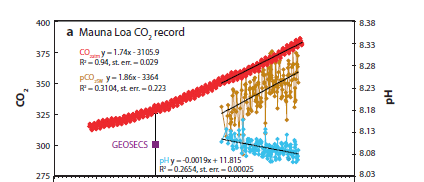 a Mauna Loa CO2 record
400
375
350
325
300
275
CO2
CO2atm y = 1.74x - 3105.9
R² = 0.94, st. err. = 0.029
pCO2sw y = 1.86x - 3364
R² = 0.3104, st. err. = 0.223
GEOSECS
pH y = -0.0019x + 11.815
R² = 0.2654, st. err. = 0.00025
8.38
8.33
8.28
8.23
8.18
8.13
8.08
8.03
pH